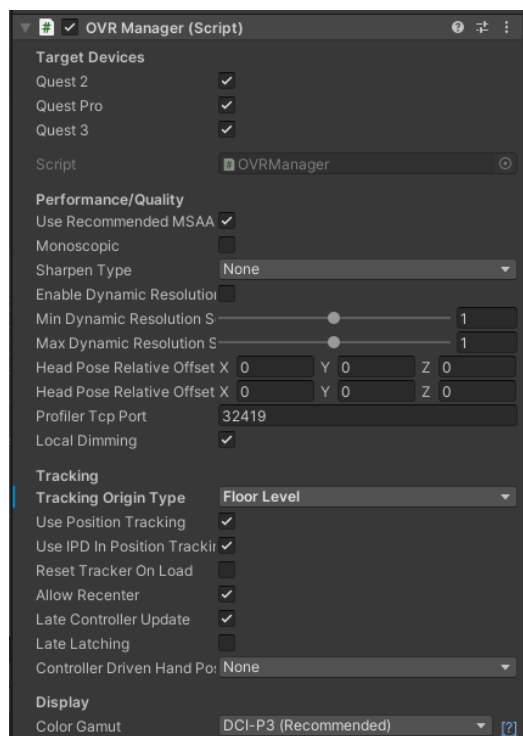 OVR Manager (Script)
Target Devices
Quest 2
Quest Pro
Quest 3
Script OVRManager
Performance/Quality
Use Recommended MSAA
Monoscopic
Sharpen Type None
Enable Dynamic Resolution
Min Dynamic Resolution S 1
Max Dynamic Resolution S 1
Head Pose Relative Offset X 0 Y 0 Z 0
Head Pose Relative Offset X 0 Y 0 Z 0
Profiler Tcp Port 32419
Local Dimming
Tracking
Tracking Origin Type Floor Level
Use Position Tracking
Use IPD In Position Trackin
Reset Tracker On Load
Allow Recenter
Late Controller Update
Late Latching
Controller Driven Hand Po None
Display
Color Gamut DCI-P3 (Recommended) [?]